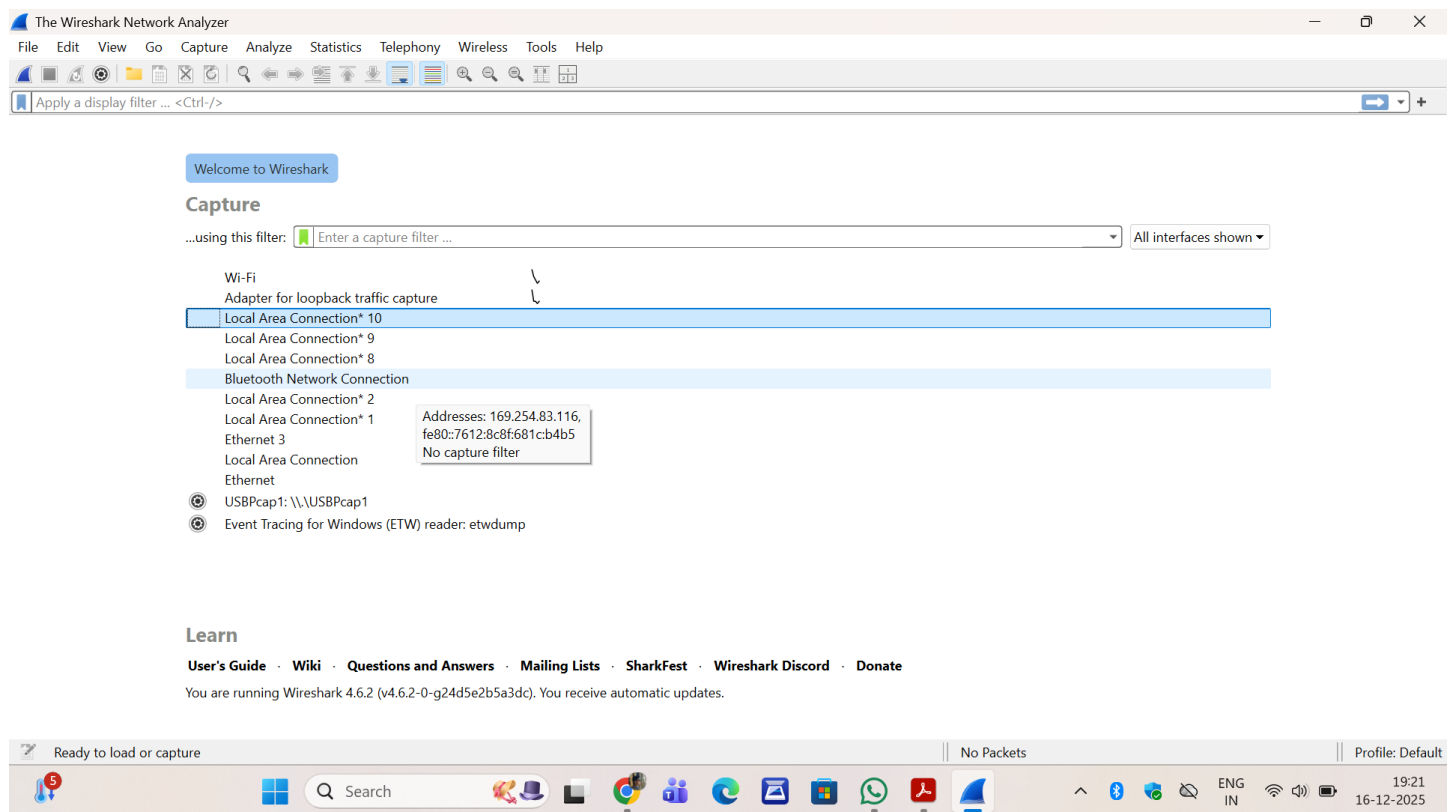 The Wireshark Network Analyzer
File Edit View Go Capture Analyze Statistics Telephony Wireless Tools Help
Apply a display filter ... <Ctrl-/>
+
Welcome to Wireshark
Capture
...using this filter: Enter a capture filter ... All interfaces shown
Wi-Fi
Adapter for loopback traffic capture
Local Area Connection* 10
Local Area Connection* 9
Local Area Connection* 8
Bluetooth Network Connection
Local Area Connection* 2
Local Area Connection* 1
Ethernet 3
Local Area Connection
Ethernet
Addresses: 169.254.83.116,
fe80::7612:8c8f:681c:b4b5
No capture filter
USBPcap1: \\.\USBPcap1
Event Tracing for Windows (ETW) reader: etwdump
Learn
User's Guide · Wiki · Questions and Answers · Mailing Lists · SharkFest · Wireshark Discord · Donate
You are running Wireshark 4.6.2 (v4.6.2-0-g24d5e2b5a3dc). You receive automatic updates.
Ready to load or capture No Packets Profile: Default
5
Search
ENG
IN
19:21
16-12-2025